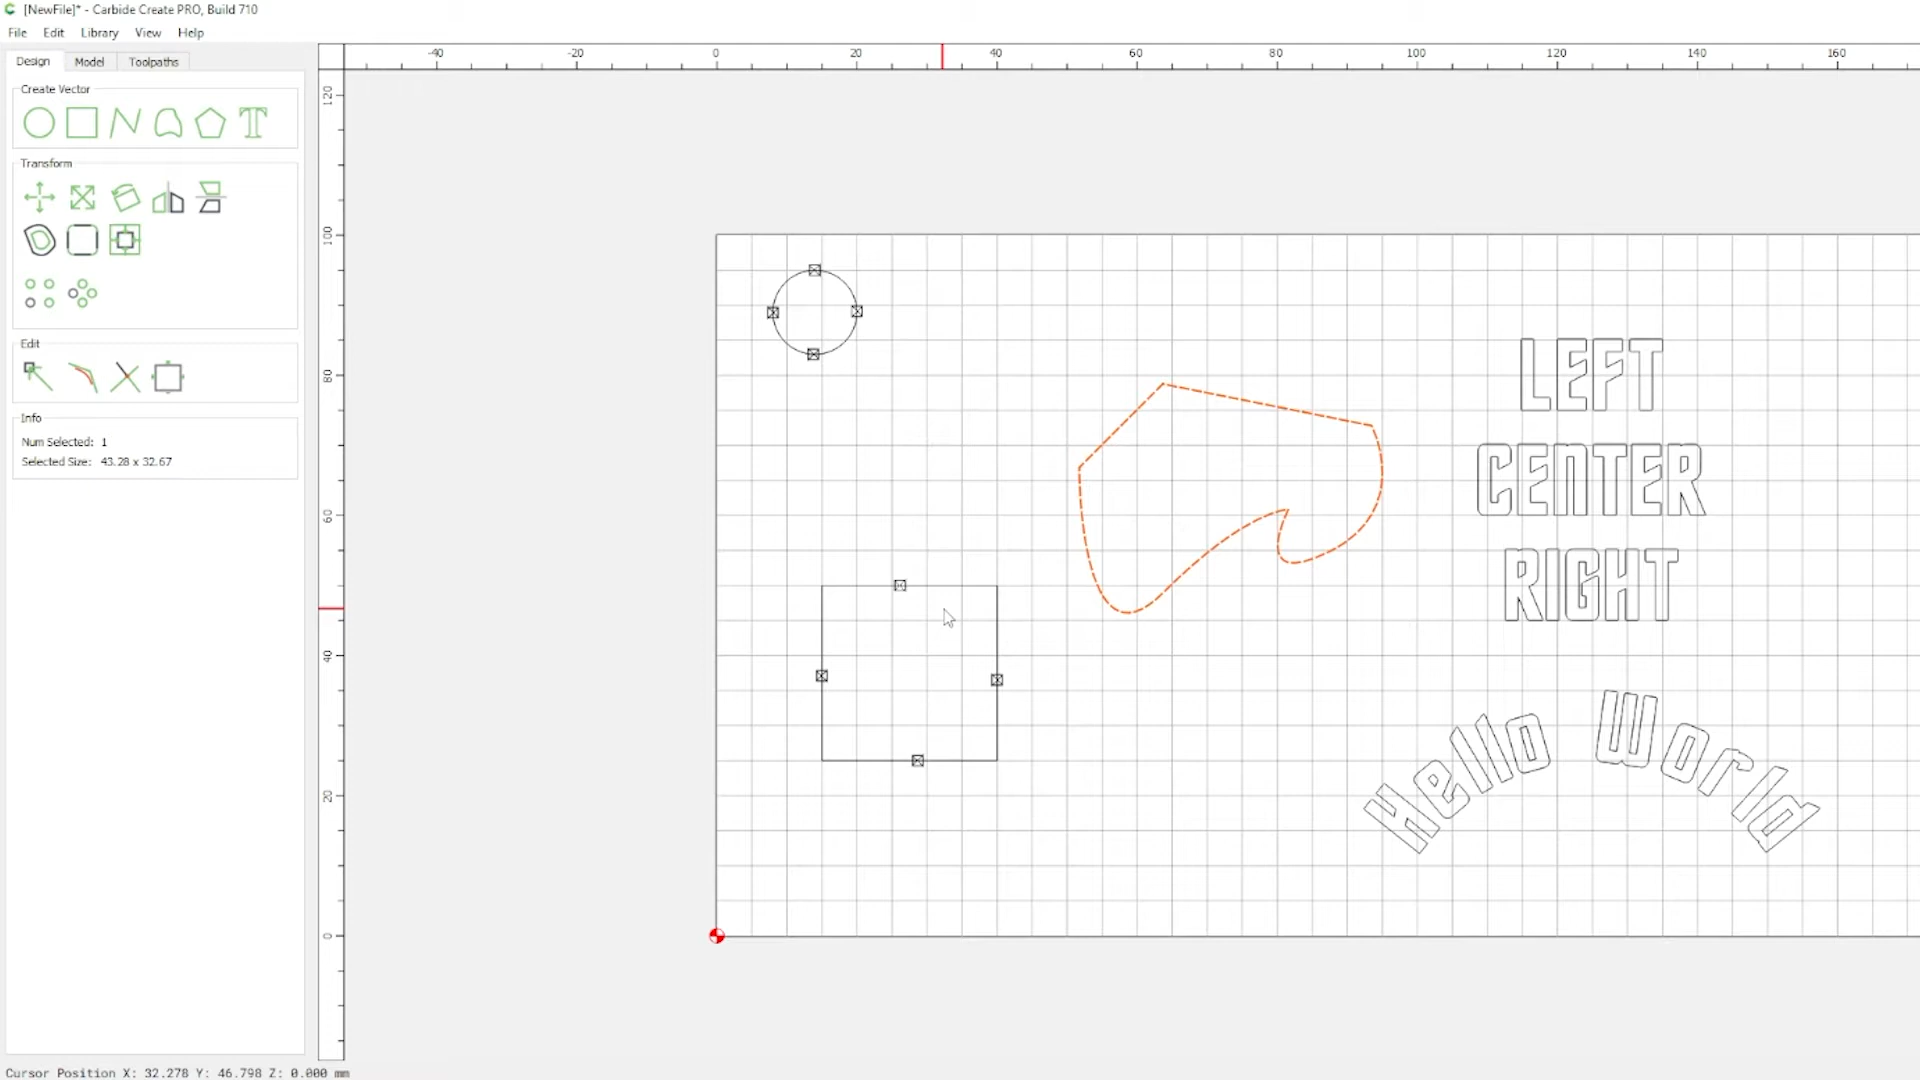 [NewFile]* - Carbide Create PRO, Build 710
File Edit Library View Help
Design Model Toolpaths
-40 -20 0 20 40 60 80 100 120 140 160
Create Vector
Transform
Edit
Info
Num Selected: 1
Selected Size: 43.28 x 32.67
120
100
80
60
40
20
0
LEFT
CENTER
RIGHT
Hello World
Cursor Position X: 32.278 Y: 46.798 Z: 0.000 mm